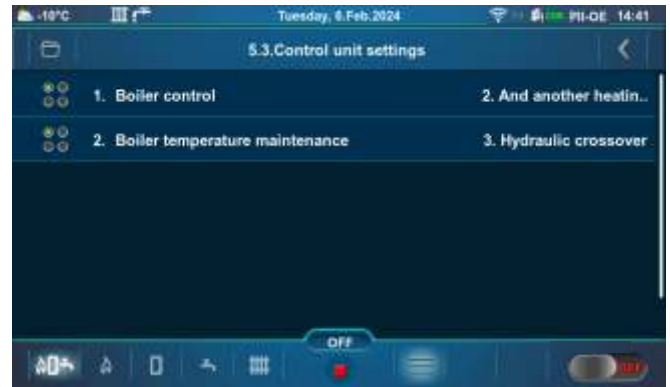 -10°C Tuesday, 6.Feb.2024 PII-OE 14:41
5.3.Control unit settings
1. Boiler control 2. And another heatin..
2. Boiler temperature maintenance 3. Hydraulic crossover
OFF
OFF